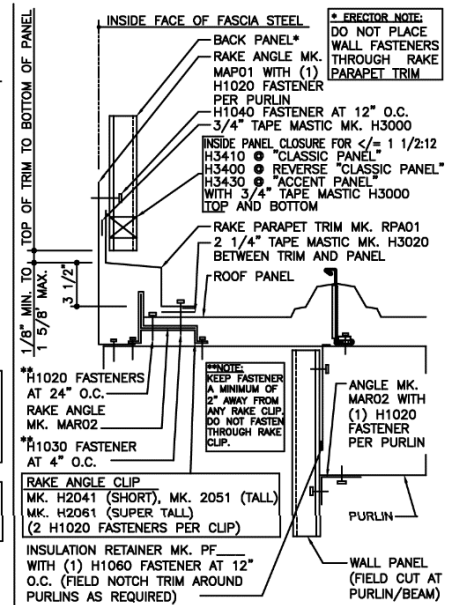 INSIDE FACE OF FASCIA STEEL
* ERECTOR NOTE:
DO NOT PLACE
WALL FASTENERS
THROUGH RAKE
PARAPET TRIM
BACK PANEL*
RAKE ANGLE MK.
MAP01 WITH (1)
H1020 FASTENER
PER PURLIN
H1040 FASTENER AT 12" O.C.
3/4" TAPE MASTIC MK. H3000
INSIDE PANEL CLOSURE FOR </= 1 1/2:12
H3410 @ "CLASSIC PANEL"
H3400 @ REVERSE "CLASSIC PANEL"
H3430 @ "ACCENT PANEL"
WITH 3/4" TAPE MASTIC H3000
TOP AND BOTTOM
RAKE PARAPET TRIM MK. RPA01
2 1/4" TAPE MASTIC MK. H3020
BETWEEN TRIM AND PANEL
ROOF PANEL
1/8" MIN. TO TOP OF TRIM TO BOTTOM OF PANEL
1 5/8' MAX.
3 1/2"
**H1020 FASTENERS
AT 24" O.C.
RAKE ANGLE
MK. MAR02
**H1030 FASTENER
AT 4" O.C.
**NOTE:
KEEP FASTENER
A MINIMUM OF
2" AWAY FROM
ANY RAKE CLIP.
DO NOT FASTEN
THROUGH RAKE
CLIP.
ANGLE MK.
MAR02 WITH
(1) H1020
FASTENER
PER PURLIN
RAKE ANGLE CLIP
MK. H2041 (SHORT), MK. 2051 (TALL)
MK. H2061 (SUPER TALL)
(2 H1020 FASTENERS PER CLIP)
PURLIN
INSULATION RETAINER MK. PF___
WITH (1) H1060 FASTENER AT 12"
O.C. (FIELD NOTCH TRIM AROUND
PURLINS AS REQUIRED)
WALL PANEL
(FIELD CUT AT
PURLIN/BEAM)